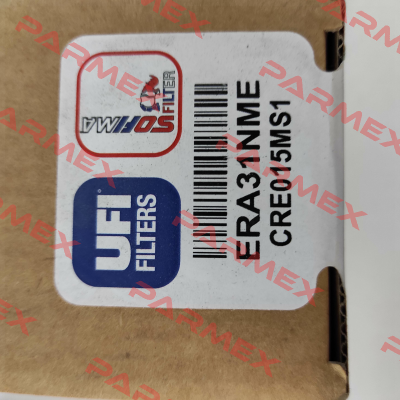 SOFIMA
FILTER
UFI
FILTERS
ERA31NME
CRE015MS1
PARMEX
PARMEX
PARMEX
PARMEX
PARMEX
PARMEX